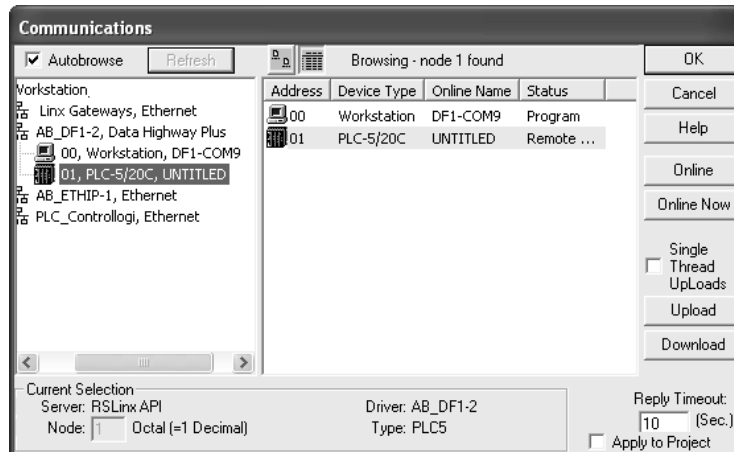 Communications
Autobrowse Refresh Browsing - node 1 found OK
Workstation
Linx Gateways, Ethernet
AB_DF1-2, Data Highway Plus
00, Workstation, DF1-COM9
01, PLC-5/20C, UNTITLED
AB_ETHIP-1, Ethernet
PLC_Controllogi, Ethernet
Address Device Type Online Name Status
00 Workstation DF1-COM9 Program
01 PLC-5/20C UNTITLED Remote ...
Cancel
Help
Online
Online Now
Single
Thread
UpLoads
Upload
Download
Current Selection
Server: RSLinx API Driver: AB_DF1-2
Node: 1 Octal (=1 Decimal) Type: PLC5
Reply Timeout:
10 (Sec.)
Apply to Project